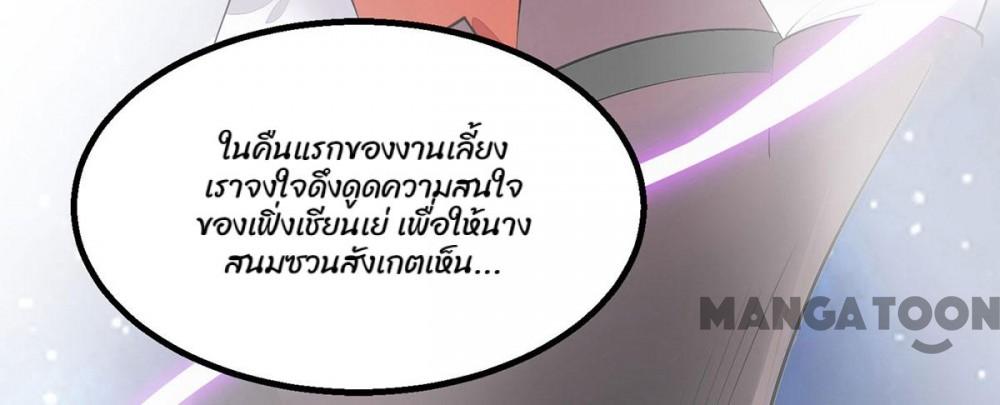 ในคืนแรกของงานเลี้ยง
เราจงใจดึงดูดความสนใจ
ของเฟิ่งเชียนเย่ เพื่อให้นาง
สนมซวนสังเกตเห็น...
MANGATOON